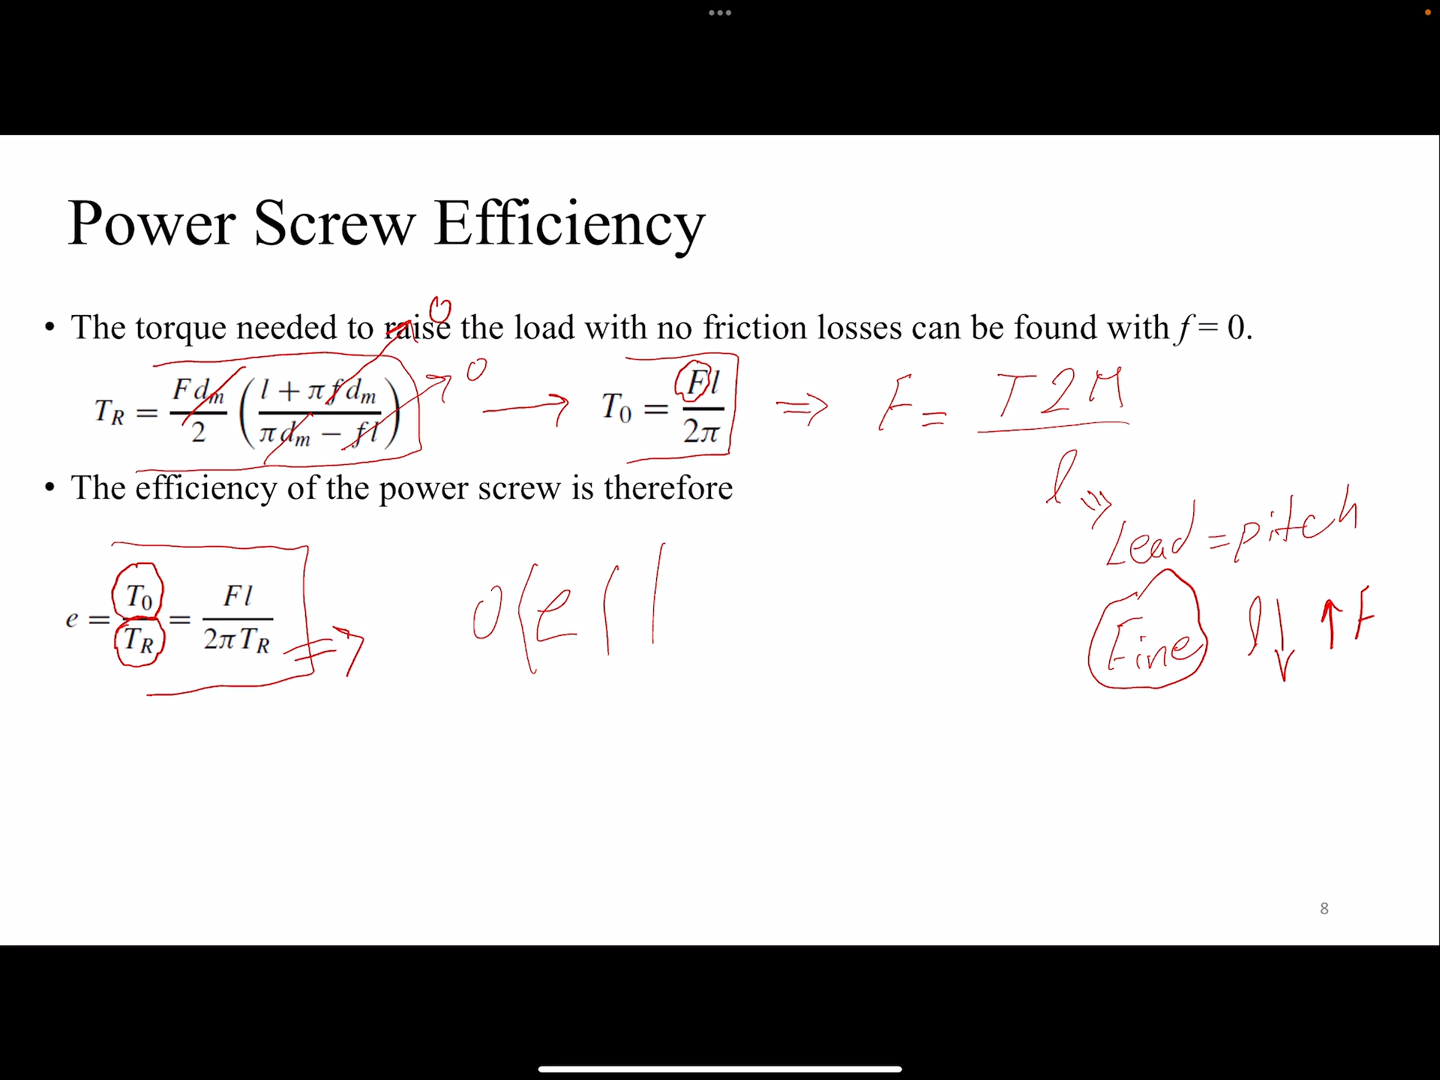 Power Screw Efficiency
• The torque needed to raise the load with no friction losses can be found with f = 0.
0
0
T_R = F d_m / 2 ( l + π f d_m / π d_m − f l ) → T_0 = F l / 2π ⇒ F = T 2 π / l
• The efficiency of the power screw is therefore
Lead = pitch
e = T_0 / T_R = F l / 2π T_R ⇒ 0 ( e ( 1
Fine l ↓ ↑ F
8